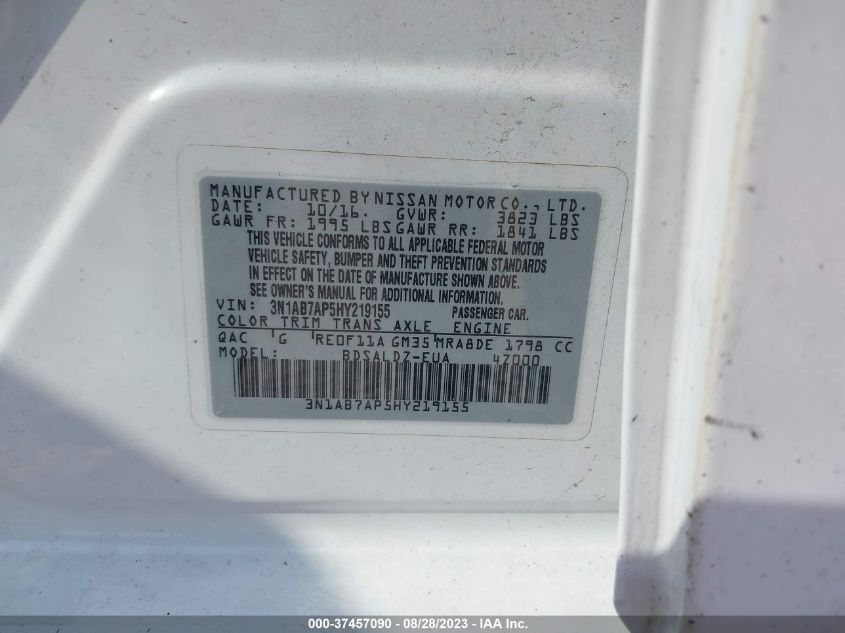 MANUFACTURED BY NISSAN MOTOR CO., LTD.
DATE: 10/16. GVWR: 3823 LBS
GAWR FR: 1995 LBS GAWR RR: 1841 LBS
THIS VEHICLE CONFORMS TO ALL APPLICABLE FEDERAL MOTOR
VEHICLE SAFETY, BUMPER AND THEFT PREVENTION STANDARDS
IN EFFECT ON THE DATE OF MANUFACTURE SHOWN ABOVE.
SEE OWNER'S MANUAL FOR ADDITIONAL INFORMATION.
VIN: 3N1AB7AP5HY219155 PASSENGER CAR.
COLOR TRIM TRANS AXLE ENGINE
QAC G RE0F11A GM35 MRA8DE 1798 CC
MODEL: BDSALDZ-EUA 47000
3N1AB7AP5HY219155
000-37457090 - 08/28/2023 - IAA Inc.